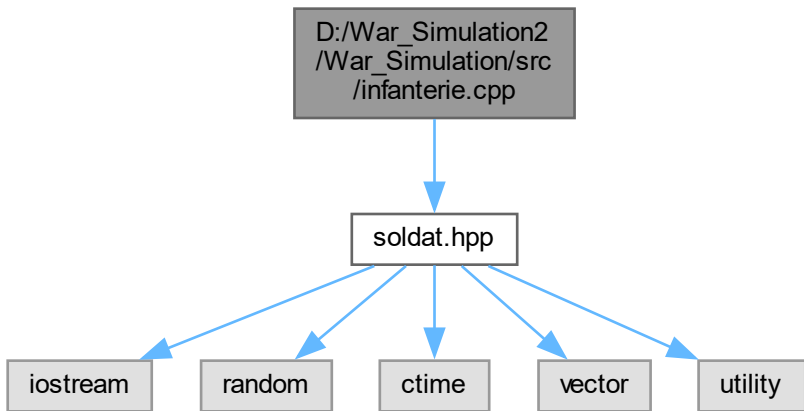 D:/War_Simulation2
/War_Simulation/src
/infanterie.cpp
soldat.hpp
iostream
random
ctime
vector
utility